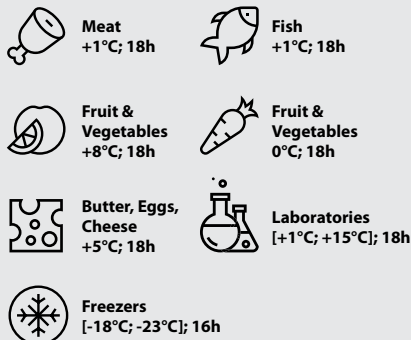 Meat
+1°C; 18h
Fish
+1°C; 18h
Fruit &
Vegetables
+8°C; 18h
Fruit &
Vegetables
0°C; 18h
Butter, Eggs,
Cheese
+5°C; 18h
Laboratories
[+1°C; +15°C]; 18h
Freezers
[-18°C; -23°C]; 16h